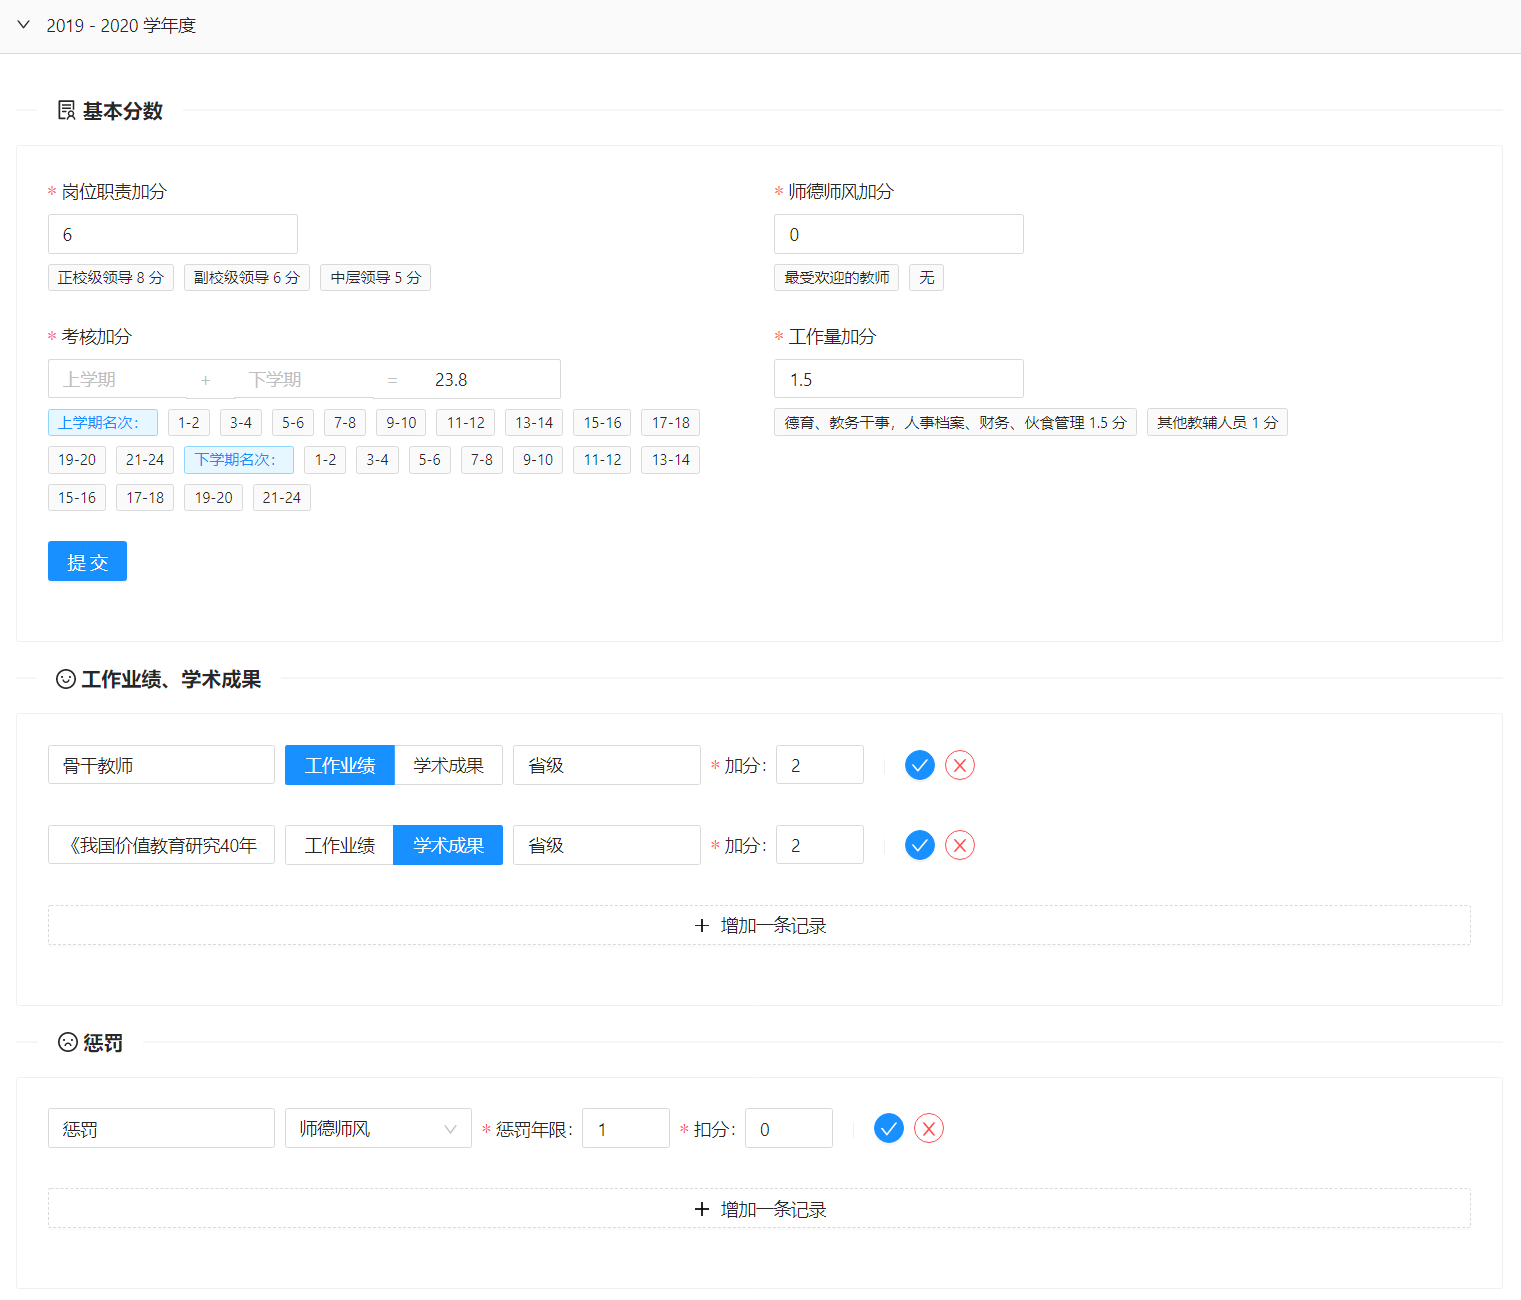 2019 - 2020 学年度
基本分数
* 岗位职责加分
* 师德师风加分
6
0
正校级领导 8 分 副校级领导 6 分 中层领导 5 分
最受欢迎的教师 无
* 考核加分
* 工作量加分
上学期 + 下学期 = 23.8
1.5
上学期名次： 1-2 3-4 5-6 7-8 9-10 11-12 13-14 15-16 17-18
19-20 21-24 下学期名次： 1-2 3-4 5-6 7-8 9-10 11-12 13-14
15-16 17-18 19-20 21-24
德育、教务干事，人事档案、财务、伙食管理 1.5 分 其他教辅人员 1 分
提 交
工作业绩、学术成果
骨干教师 工作业绩 学术成果 省级 * 加分： 2
《我国价值教育研究40年 工作业绩 学术成果 省级 * 加分： 2
+ 增加一条记录
惩罚
惩罚 师德师风 * 惩罚年限： 1 * 扣分： 0
+ 增加一条记录